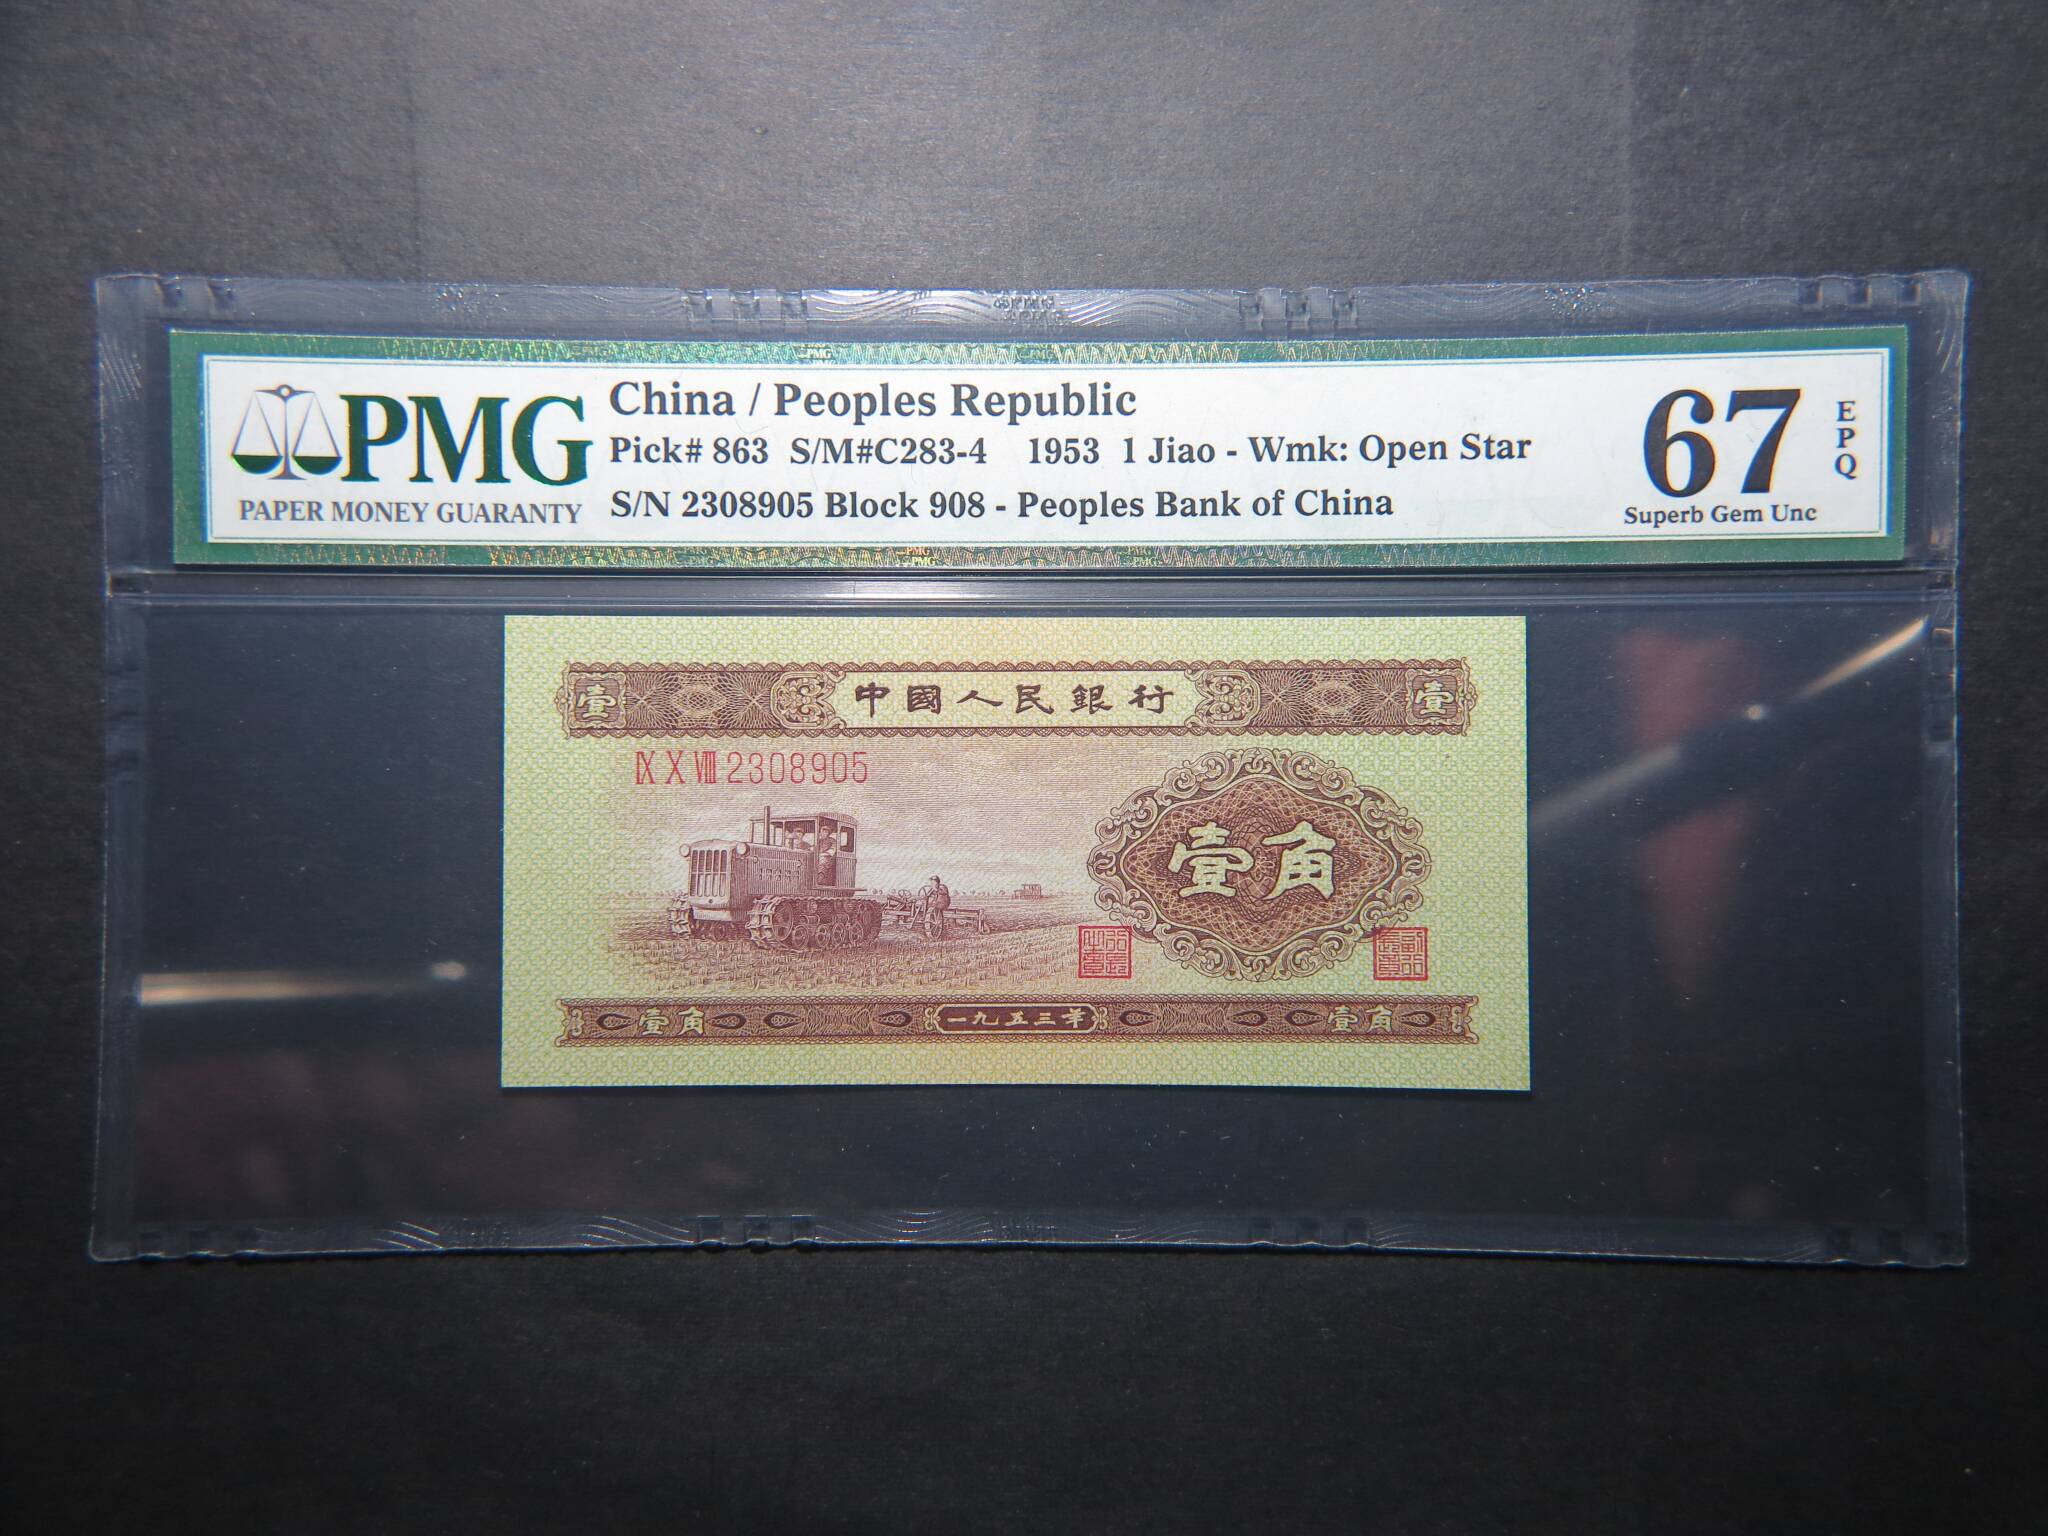 PMG
PAPER MONEY GUARANTY
China / Peoples Republic
Pick# 863 S/M#C283-4 1953 1 Jiao - Wmk: Open Star
S/N 2308905 Block 908 - Peoples Bank of China
67
EPQ
Superb Gem Unc
壹 中國人民銀行 壹
IX X VIII 2308905
壹角
壹角 一九五三年 壹角